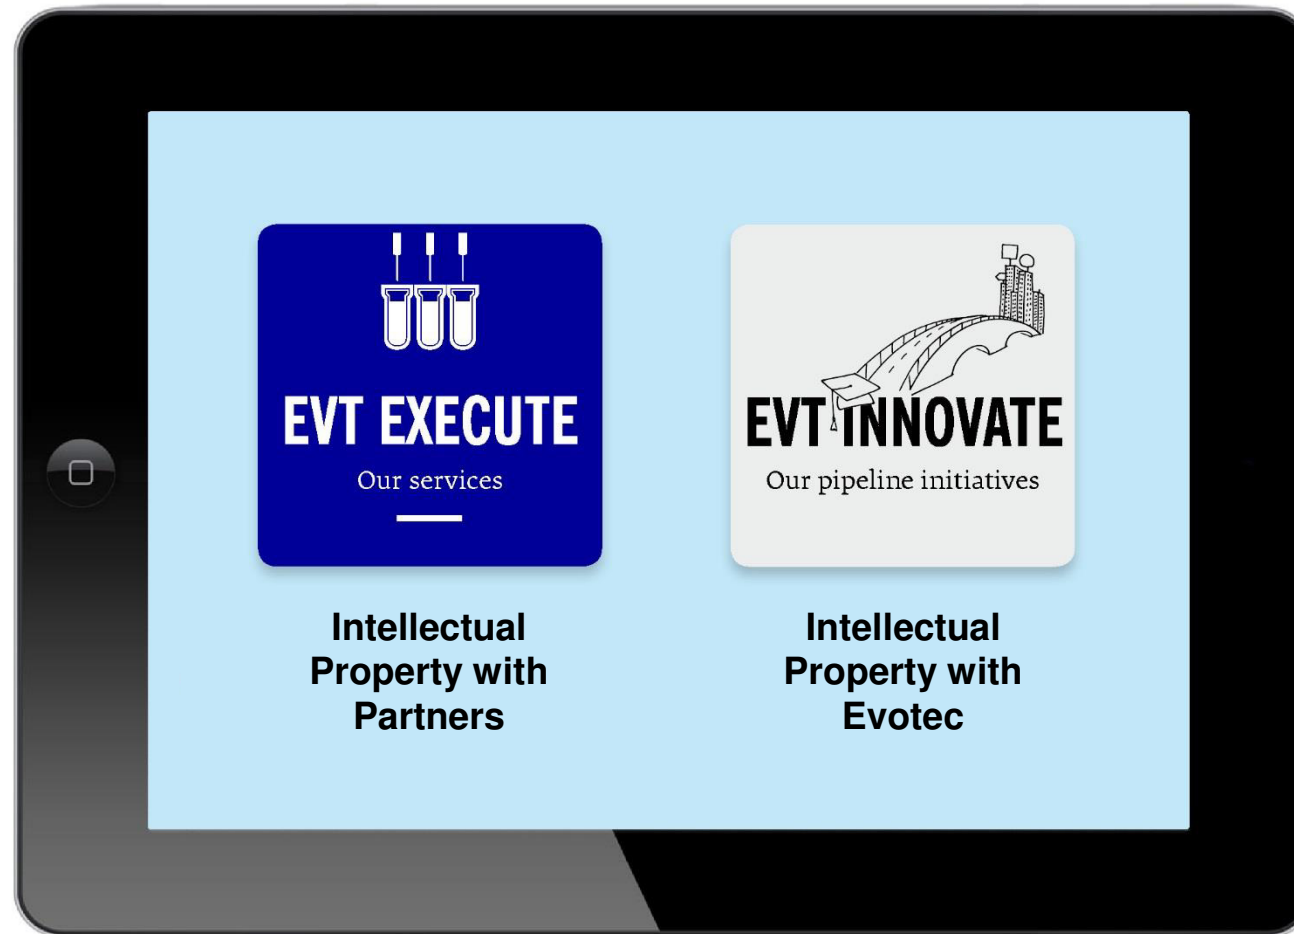 EVT EXECUTE
Our services
Intellectual
Property with
Partners
EVT INNOVATE
Our pipeline initiatives
Intellectual
Property with
Evotec